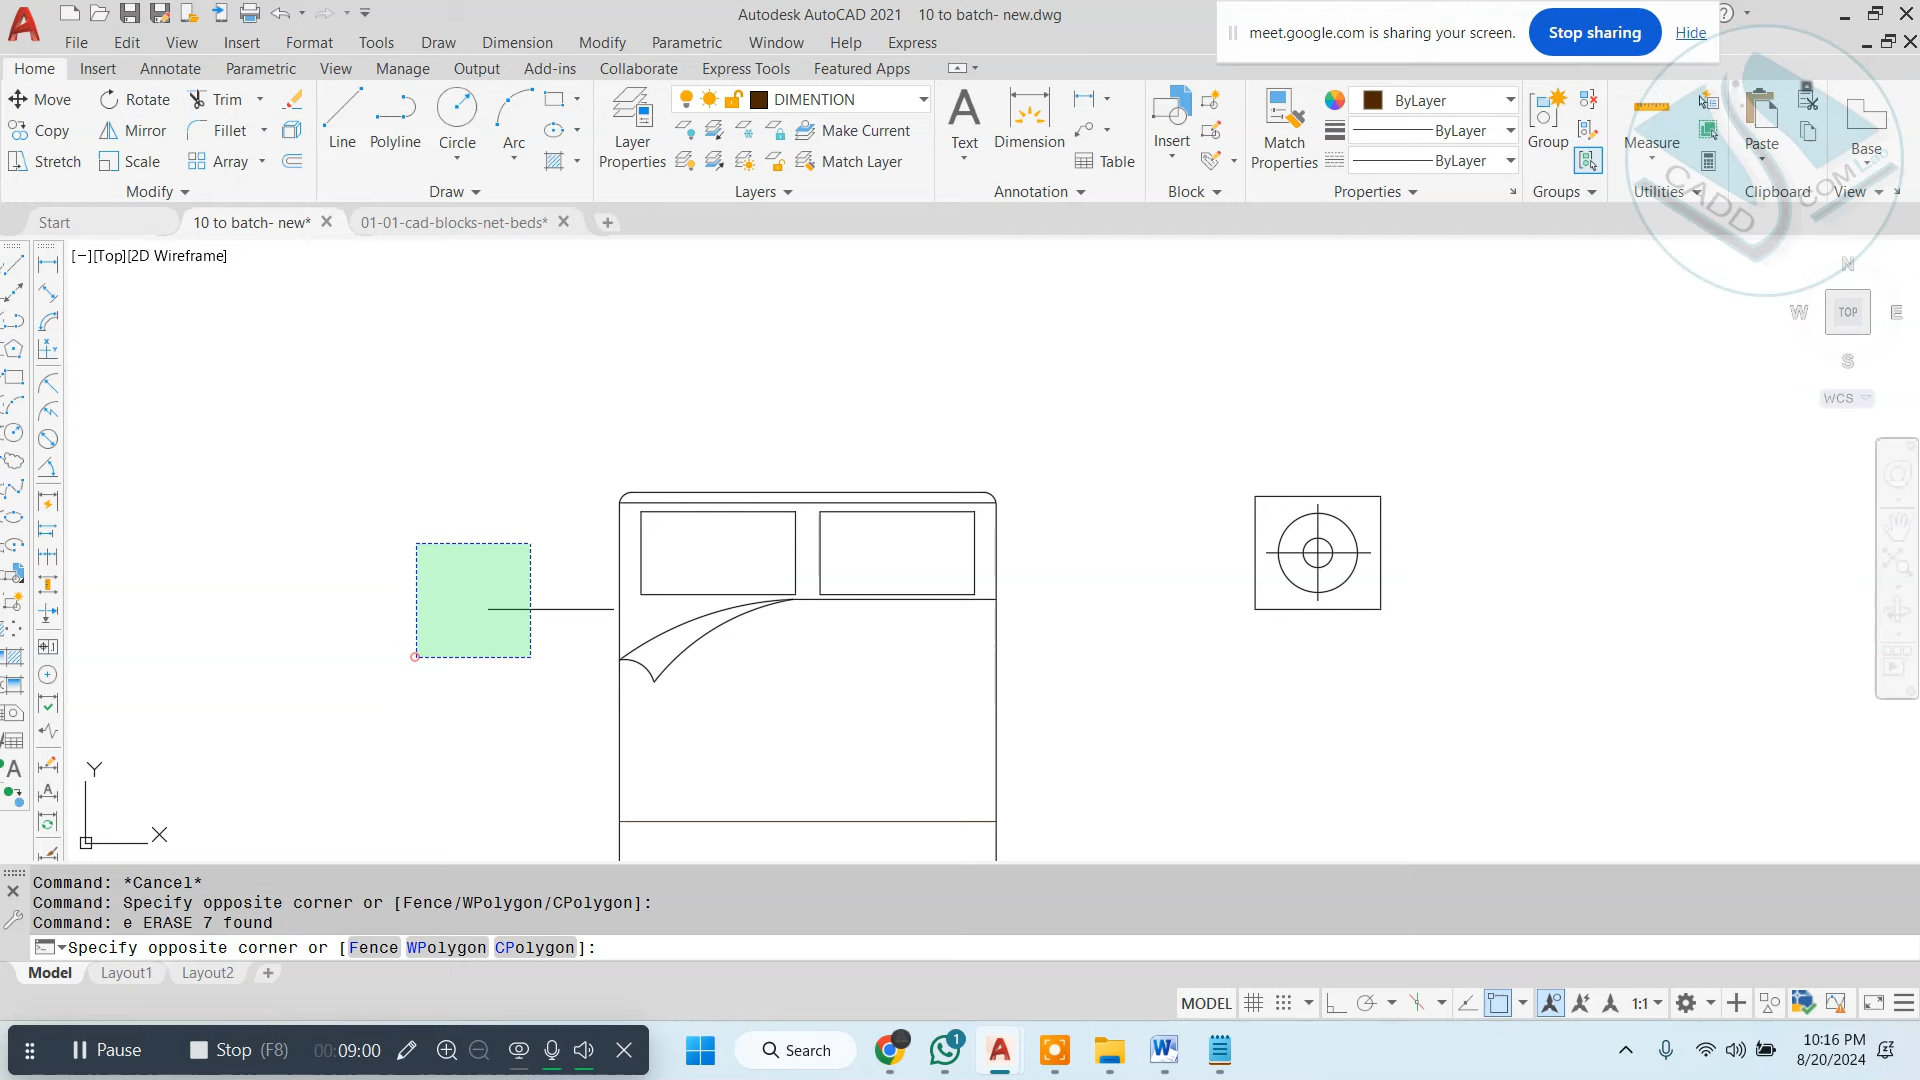 Autodesk AutoCAD 2021 10 to batch- new.dwg
meet.google.com is sharing your screen.
Stop sharing
Hide
File Edit View Insert Format Tools Draw Dimension Modify Parametric Window Help Express
Home Insert Annotate Parametric View Manage Output Add-ins Collaborate Express Tools Featured Apps
Move Rotate Trim
Copy Mirror Fillet
Stretch Scale Array
Modify
Line Polyline Circle Arc
Draw
Layer Properties
DIMENTION
Make Current
Match Layer
Layers
Text Dimension Table
Annotation
Insert
Block
Match Properties
ByLayer
ByLayer
ByLayer
Properties
Group
Groups
Measure
Utilities
Paste
Clipboard
Base
View
CADD
COM Lab
Start 10 to batch- new* 01-01-cad-blocks-net-beds*
[−][Top][2D Wireframe]
N
W TOP E
S
WCS
Y
X
Command: *Cancel*
Command: Specify opposite corner or [Fence/WPolygon/CPolygon]:
Command: e ERASE 7 found
Specify opposite corner or [Fence WPolygon CPolygon]:
Model Layout1 Layout2
MODEL 1:1
Pause Stop (F8) 00:09:00
Search
1
10:16 PM
8/20/2024